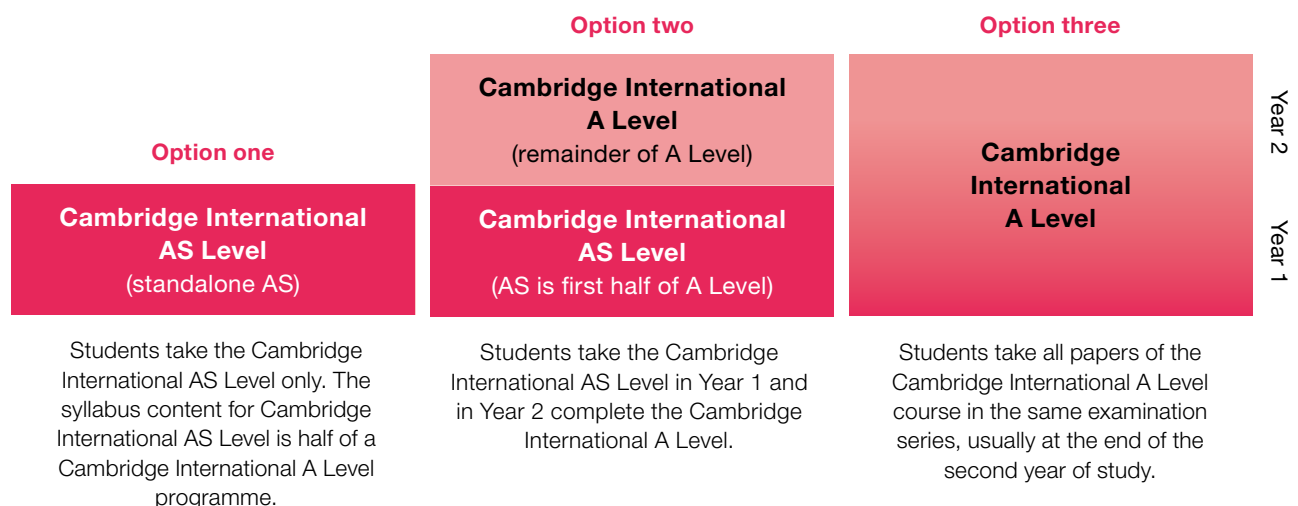 Option one
Cambridge International
AS Level
(standalone AS)
Students take the Cambridge
International AS Level only. The
syllabus content for Cambridge
International AS Level is half of a
Cambridge International A Level
programme.
Option two
Cambridge International
A Level
(remainder of A Level)
Cambridge International
AS Level
(AS is first half of A Level)
Students take the Cambridge
International AS Level in Year 1 and
in Year 2 complete the Cambridge
International A Level.
Option three
Cambridge
International
A Level
Students take all papers of the
Cambridge International A Level
course in the same examination
series, usually at the end of the
second year of study.
Year 2
Year 1